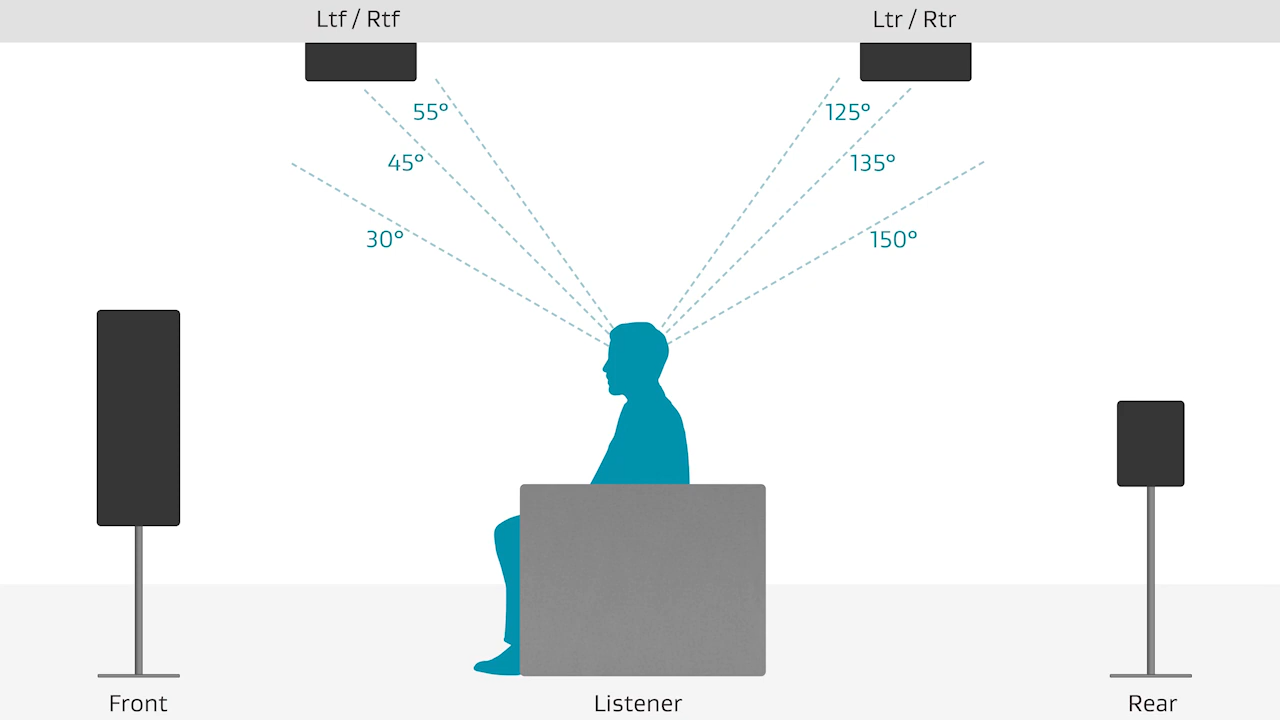 Ltf / Rtf
Ltr / Rtr
55°
125°
45°
135°
30°
150°
Front
Listener
Rear